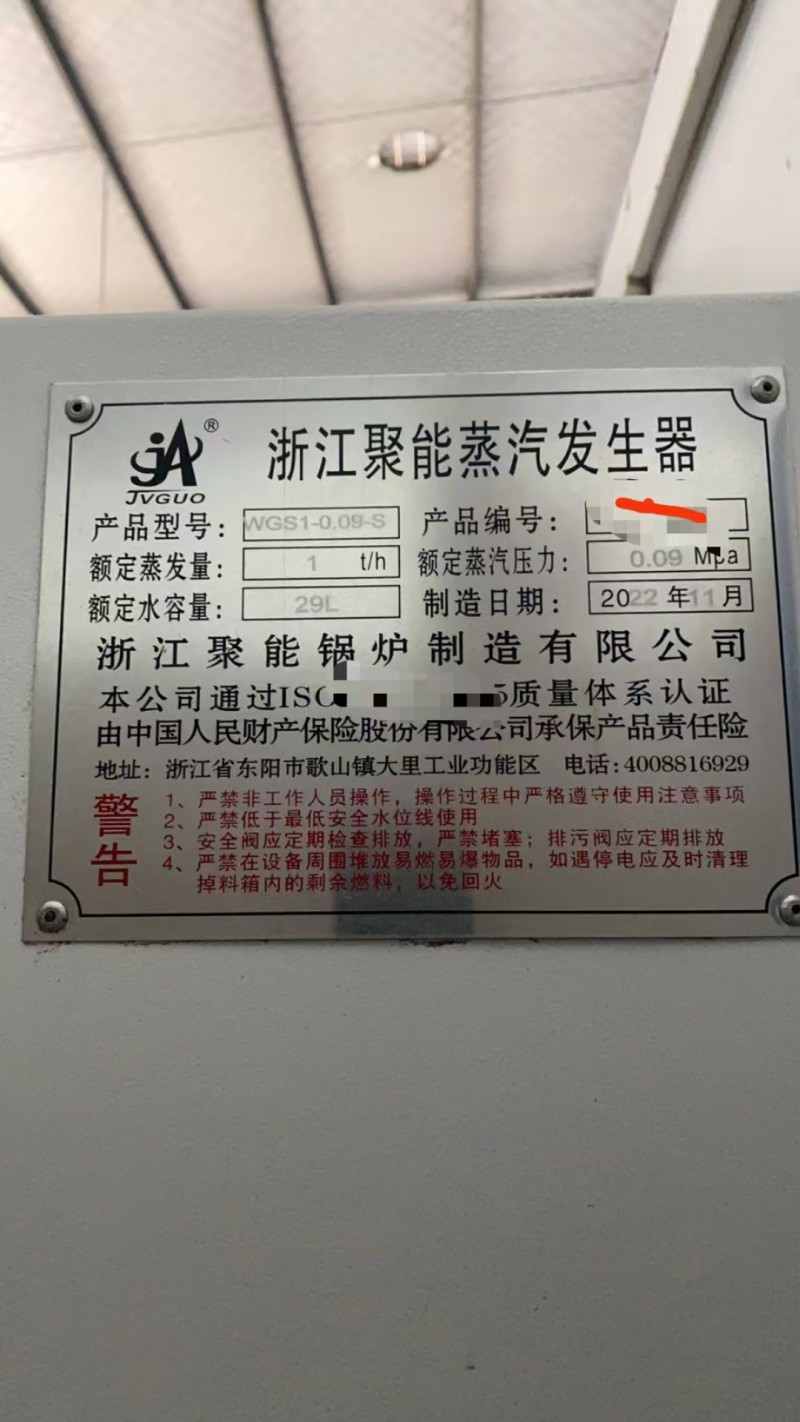 ®
JVGUO
浙江聚能蒸汽发生器
产品型号: WGS1-0.09-S 产品编号:
额定蒸发量: 1 t/h 额定蒸汽压力: 0.09 Mpa
额定水容量: 29L 制造日期: 2022年11月
浙江聚能锅炉制造有限公司
本公司通过ISO 质量体系认证
由中国人民财产保险股份有限公司承保产品责任险
地址: 浙江省东阳市歌山镇大里工业功能区 电话:4008816929
警告
1、严禁非工作人员操作，操作过程中严格遵守使用注意事项
2、严禁低于最低安全水位线使用
3、安全阀应定期检查排放，严禁堵塞；排污阀应定期排放
4、严禁在设备周围堆放易燃易爆物品，如遇停电应及时清理
掉料箱内的剩余燃料，以免回火